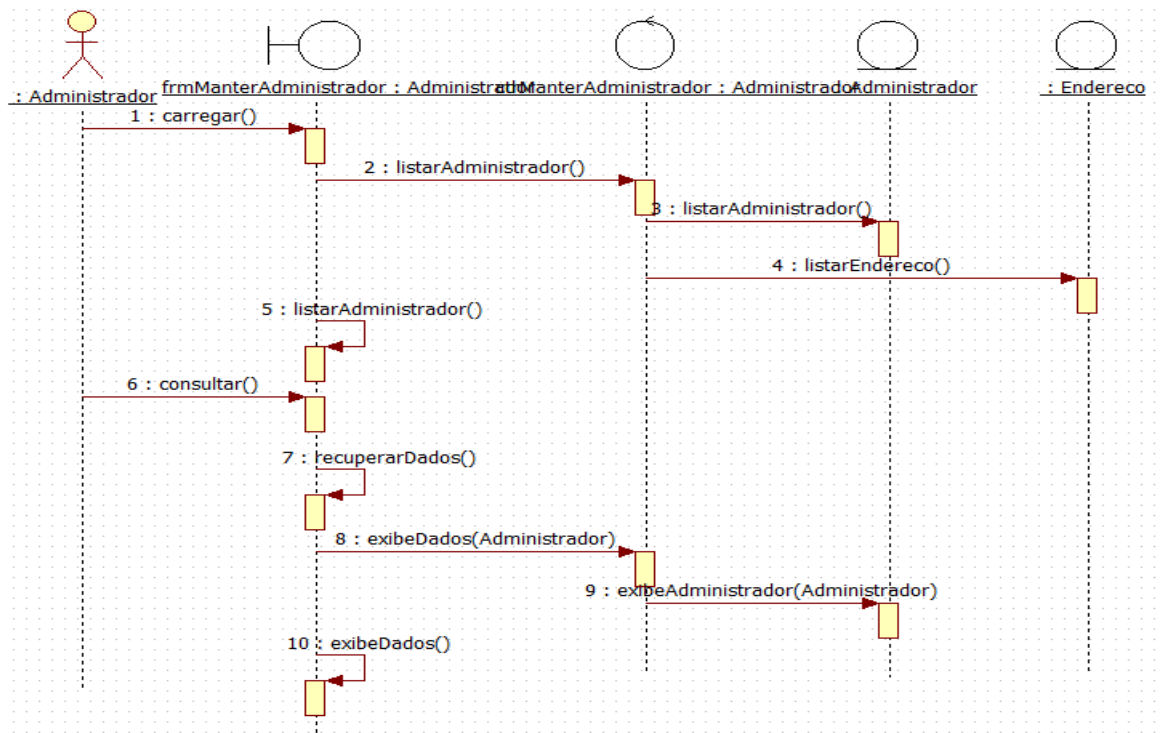 : Administrador
frmManterAdministrador : Administrador
ManterAdministrador : Administrador
Administrador
: Endereco
1 : carregar()
2 : listarAdministrador()
3 : listarAdministrador()
4 : listarEndereco()
5 : listarAdministrador()
6 : consultar()
7 : recuperarDados()
8 : exibeDados(Administrador)
9 : exibeAdministrador(Administrador)
10 : exibeDados()